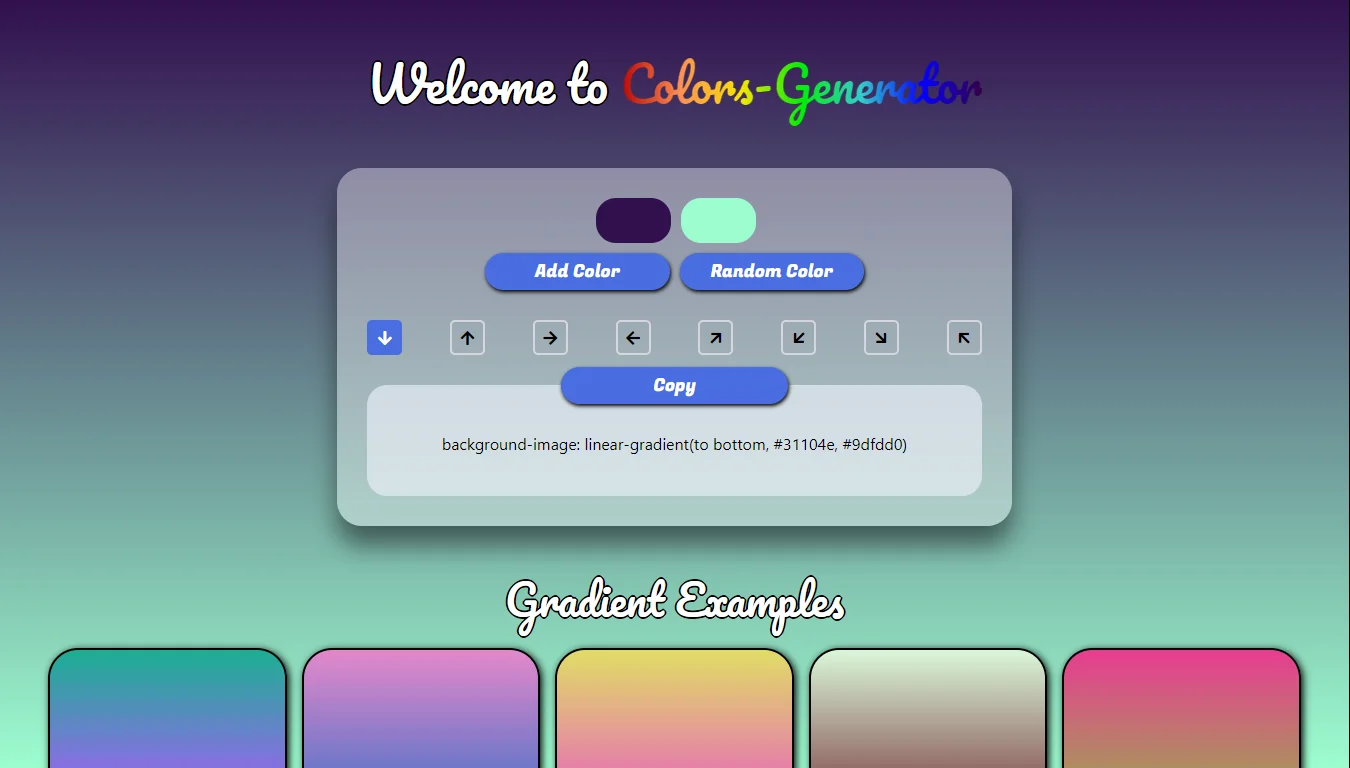 Welcome to Colors-Generator
Add Color Random Color
Copy
background-image: linear-gradient(to bottom, #31104e, #9dfdd0)
Gradient Examples